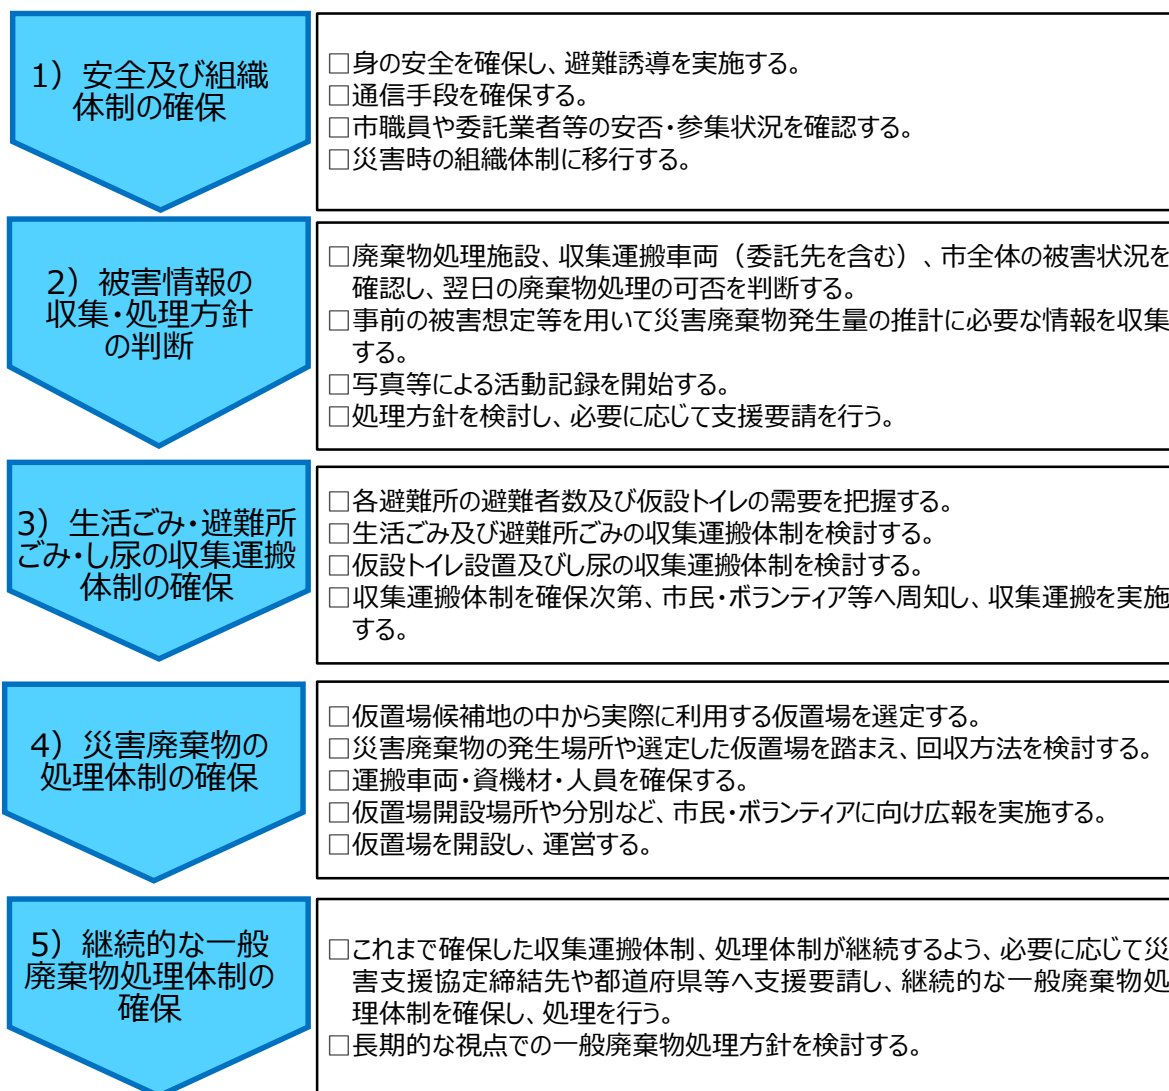 1）安全及び組織
体制の確保
□身の安全を確保し、避難誘導を実施する。
□通信手段を確保する。
□市職員や委託業者等の安否・参集状況を確認する。
□災害時の組織体制に移行する。
2）被害情報の
収集・処理方針
の判断
□廃棄物処理施設、収集運搬車両（委託先を含む）、市全体の被害状況を
確認し、翌日の廃棄物処理の可否を判断する。
□事前の被害想定等を用いて災害廃棄物発生量の推計に必要な情報を収集
する。
□写真等による活動記録を開始する。
□処理方針を検討し、必要に応じて支援要請を行う。
3）生活ごみ・避難所
ごみ・し尿の収集運搬
体制の確保
□各避難所の避難者数及び仮設トイレの需要を把握する。
□生活ごみ及び避難所ごみの収集運搬体制を検討する。
□仮設トイレ設置及びし尿の収集運搬体制を検討する。
□収集運搬体制を確保次第、市民・ボランティア等へ周知し、収集運搬を実施
する。
4）災害廃棄物の
処理体制の確保
□仮置場候補地の中から実際に利用する仮置場を選定する。
□災害廃棄物の発生場所や選定した仮置場を踏まえ、回収方法を検討する。
□運搬車両・資機材・人員を確保する。
□仮置場開設場所や分別など、市民・ボランティアに向け広報を実施する。
□仮置場を開設し、運営する。
5）継続的な一般
廃棄物処理体制の
確保
□これまで確保した収集運搬体制、処理体制が継続するよう、必要に応じて災
害支援協定締結先や都道府県等へ支援要請し、継続的な一般廃棄物処
理体制を確保し、処理を行う。
□長期的な視点での一般廃棄物処理方針を検討する。